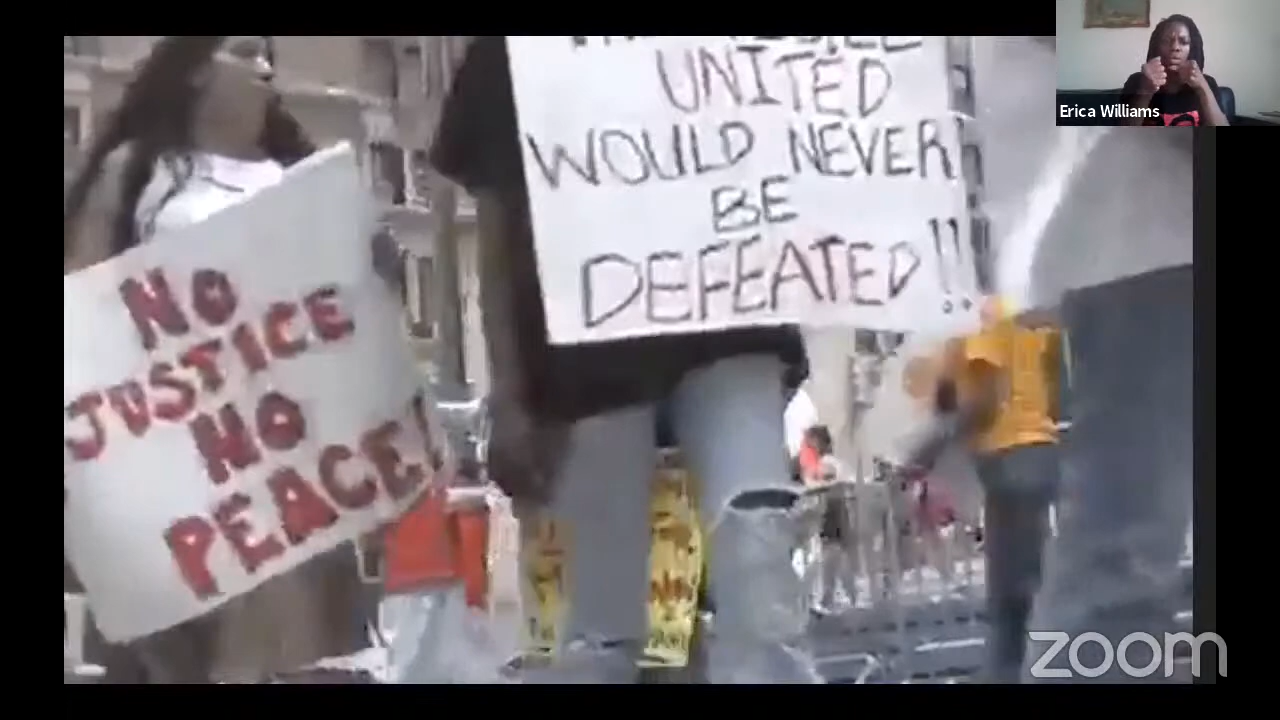 UNITED
WOULD NEVER
BE
DEFEATED!!
NO
JUSTICE
NO
PEACE!
Erica Williams
zoom